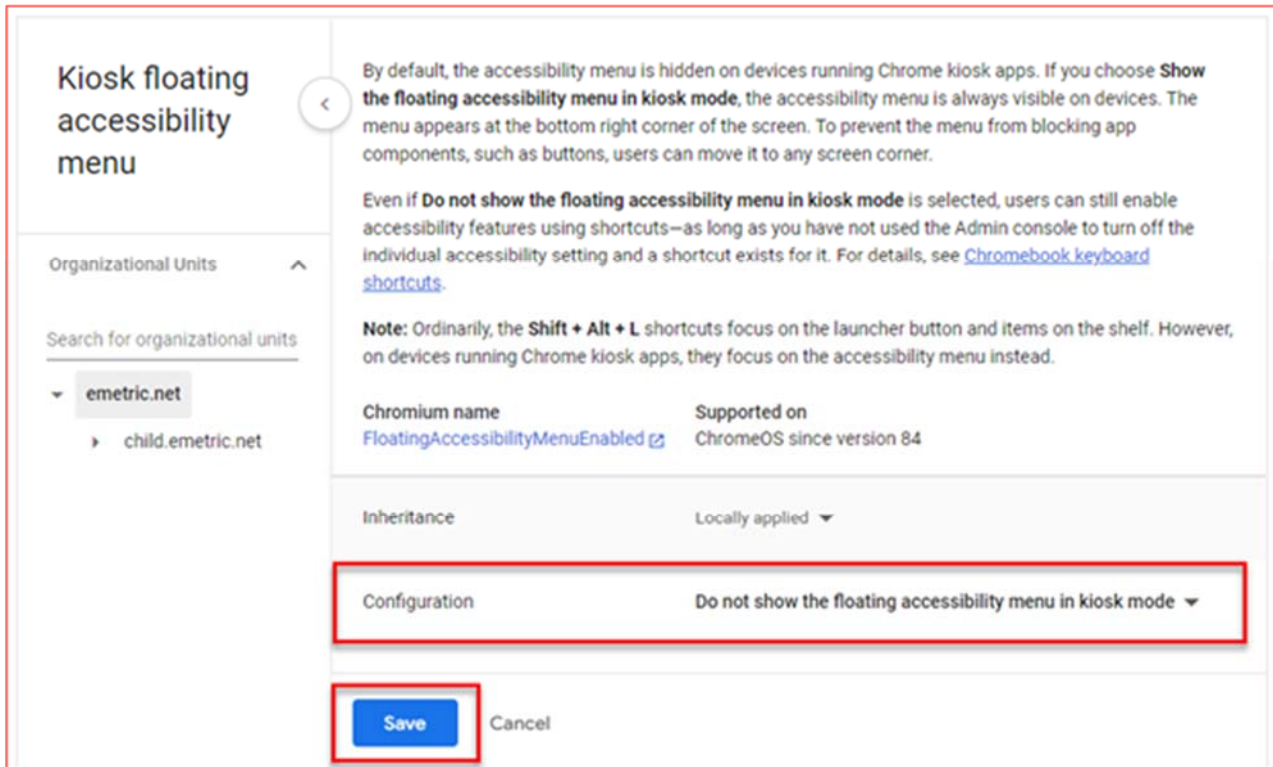 Kiosk floating
accessibility
menu
Organizational Units
Search for organizational units
emetric.net
child.emetric.net
By default, the accessibility menu is hidden on devices running Chrome kiosk apps. If you choose Show
the floating accessibility menu in kiosk mode, the accessibility menu is always visible on devices. The
menu appears at the bottom right corner of the screen. To prevent the menu from blocking app
components, such as buttons, users can move it to any screen corner.
Even if Do not show the floating accessibility menu in kiosk mode is selected, users can still enable
accessibility features using shortcuts—as long as you have not used the Admin console to turn off the
individual accessibility setting and a shortcut exists for it. For details, see Chromebook keyboard
shortcuts.
Note: Ordinarily, the Shift + Alt + L shortcuts focus on the launcher button and items on the shelf. However,
on devices running Chrome kiosk apps, they focus on the accessibility menu instead.
Chromium name
FloatingAccessibilityMenuEnabled
Supported on
ChromeOS since version 84
Inheritance
Locally applied
Configuration
Do not show the floating accessibility menu in kiosk mode
Save
Cancel